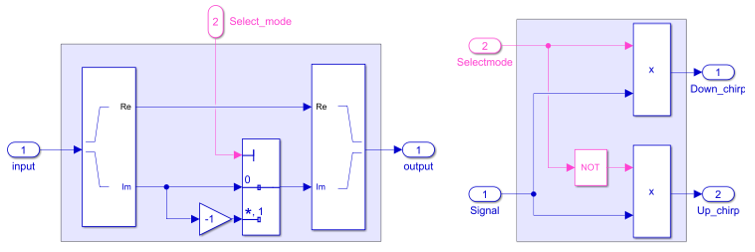 2
Select_mode
Re
Re
1
input
1
output
Im
0
Im
-1
*, 1
2
Selectmode
x
1
Down_chirp
NOT
x
1
Signal
2
Up_chirp